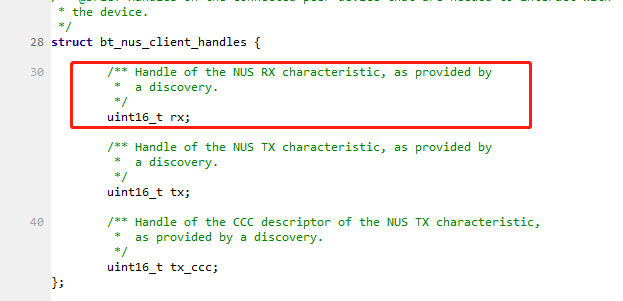 * the device.
*/
28 struct bt_nus_client_handles {
30 /** Handle of the NUS RX characteristic, as provided by
* a discovery.
*/
uint16_t rx;
/** Handle of the NUS TX characteristic, as provided by
* a discovery.
*/
uint16_t tx;
40 /** Handle of the CCC descriptor of the NUS TX characteristic,
* as provided by a discovery.
*/
uint16_t tx_ccc;
};